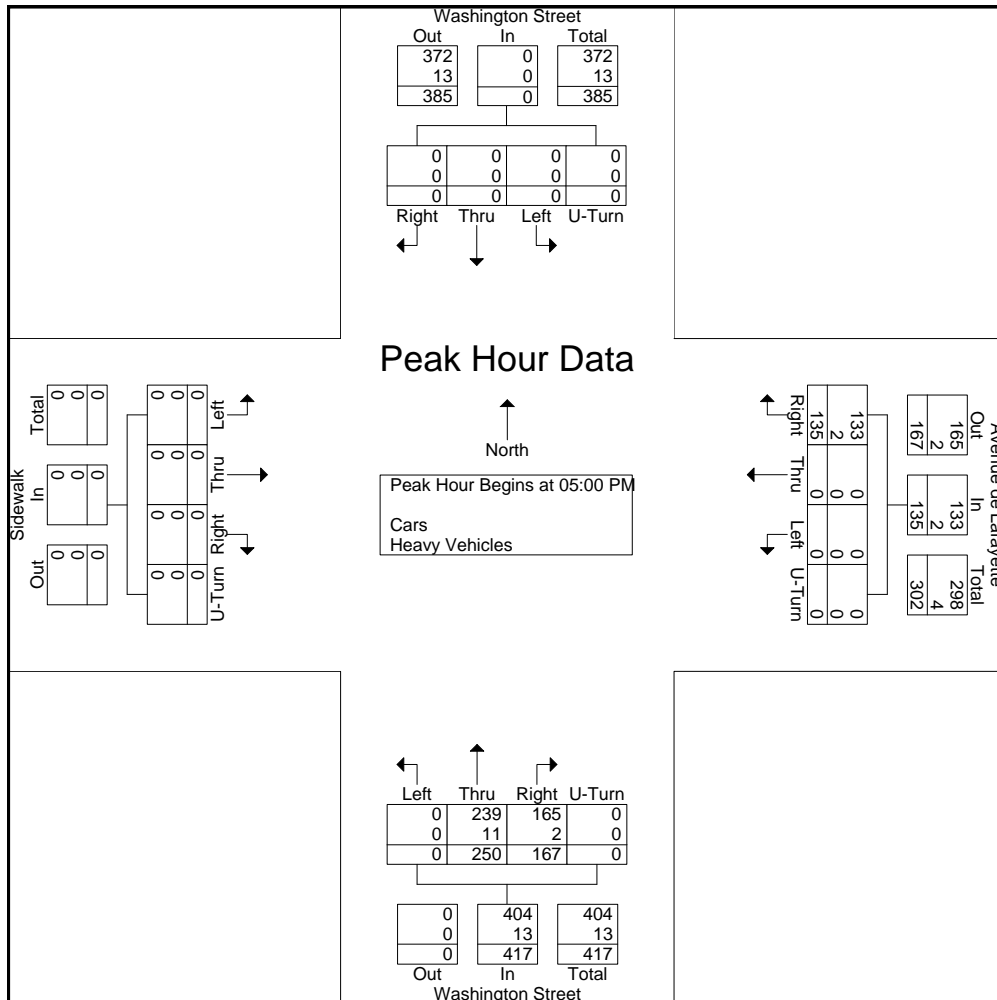 Washington Street
Out In Total
372 0 372
13 0 13
385 0 385
0 0 0 0
0 0 0 0
0 0 0 0
Right Thru Left U-Turn
Peak Hour Data
North
Peak Hour Begins at 05:00 PM
Cars
Heavy Vehicles
Sidewalk
Out In Total
0 0 0
0 0 0
0 0 0
U-Turn Right Thru Left
0 0 0 0
0 0 0 0
0 0 0 0
Avenue de Lafayette
Out In Total
165 133 298
2 2 4
167 135 302
133 0 0 0
2 0 0 0
135 0 0 0
Right Thru Left U-Turn
Left Thru Right U-Turn
0 239 165 0
0 11 2 0
0 250 167 0
0 404 404
0 13 13
0 417 417
Out In Total
Washington Street